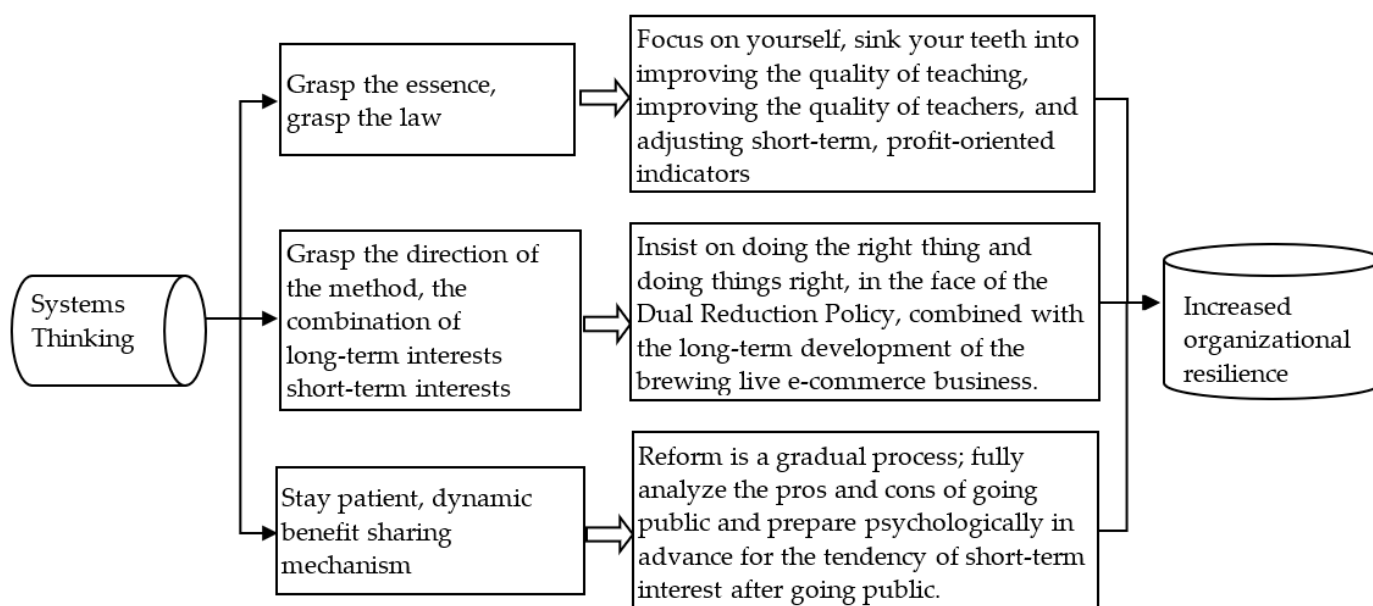 Systems
Thinking
Grasp the essence,
grasp the law
Focus on yourself, sink your teeth into
improving the quality of teaching,
improving the quality of teachers, and
adjusting short-term, profit-oriented
indicators
Grasp the direction of
the method, the
combination of
long-term interests
short-term interests
Insist on doing the right thing and
doing things right, in the face of the
Dual Reduction Policy, combined with
the long-term development of the
brewing live e-commerce business.
Stay patient, dynamic
benefit sharing
mechanism
Reform is a gradual process; fully
analyze the pros and cons of going
public and prepare psychologically in
advance for the tendency of short-term
interest after going public.
Increased
organizational
resilience